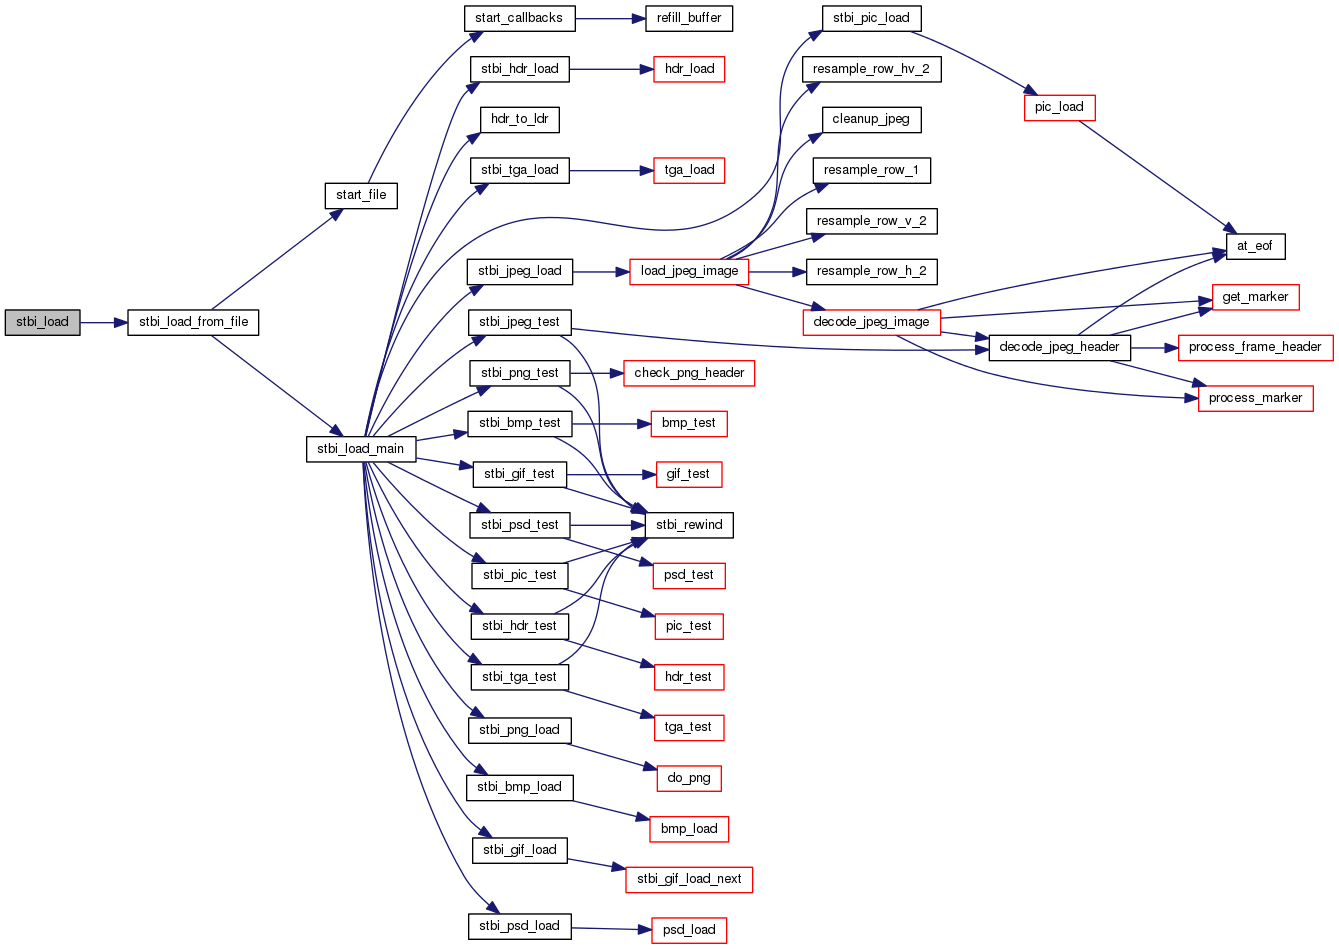 start_callbacks
refill_buffer
stbi_pic_load
stbi_hdr_load
hdr_load
resample_row_hv_2
pic_load
hdr_to_ldr
cleanup_jpeg
stbi_tga_load
tga_load
resample_row_1
start_file
resample_row_v_2
at_eof
stbi_jpeg_load
load_jpeg_image
resample_row_h_2
get_marker
stbi_load
stbi_load_from_file
stbi_jpeg_test
decode_jpeg_image
decode_jpeg_header
process_frame_header
stbi_png_test
check_png_header
process_marker
stbi_bmp_test
bmp_test
stbi_load_main
stbi_gif_test
gif_test
stbi_psd_test
stbi_rewind
stbi_pic_test
psd_test
stbi_hdr_test
pic_test
stbi_tga_test
hdr_test
stbi_png_load
tga_test
do_png
stbi_bmp_load
bmp_load
stbi_gif_load
stbi_gif_load_next
stbi_psd_load
psd_load